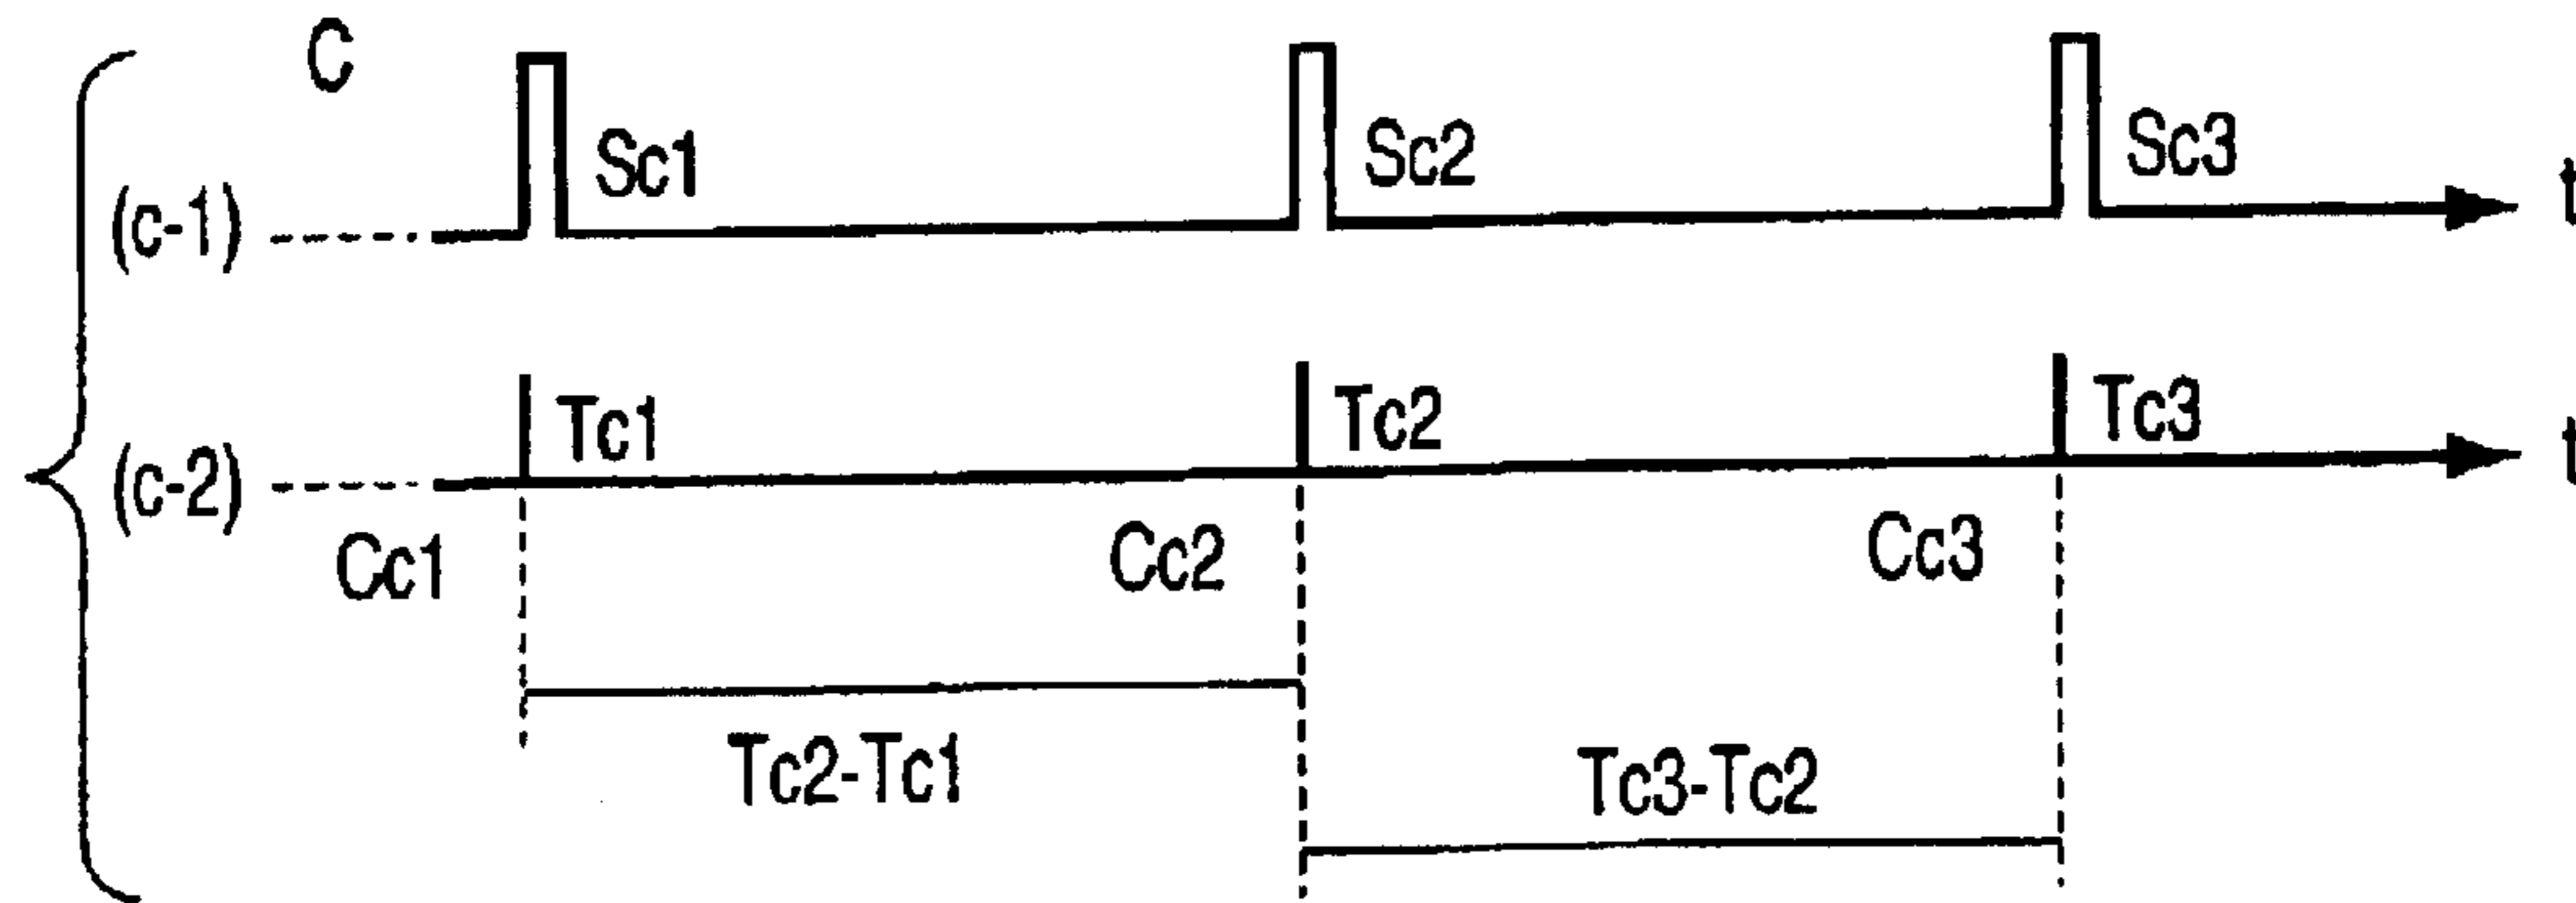 C
Sc1 Sc2 Sc3
(c-1) t
Tc1 Tc2 Tc3
(c-2) t
Cc1 Cc2 Cc3
Tc2-Tc1 Tc3-Tc2